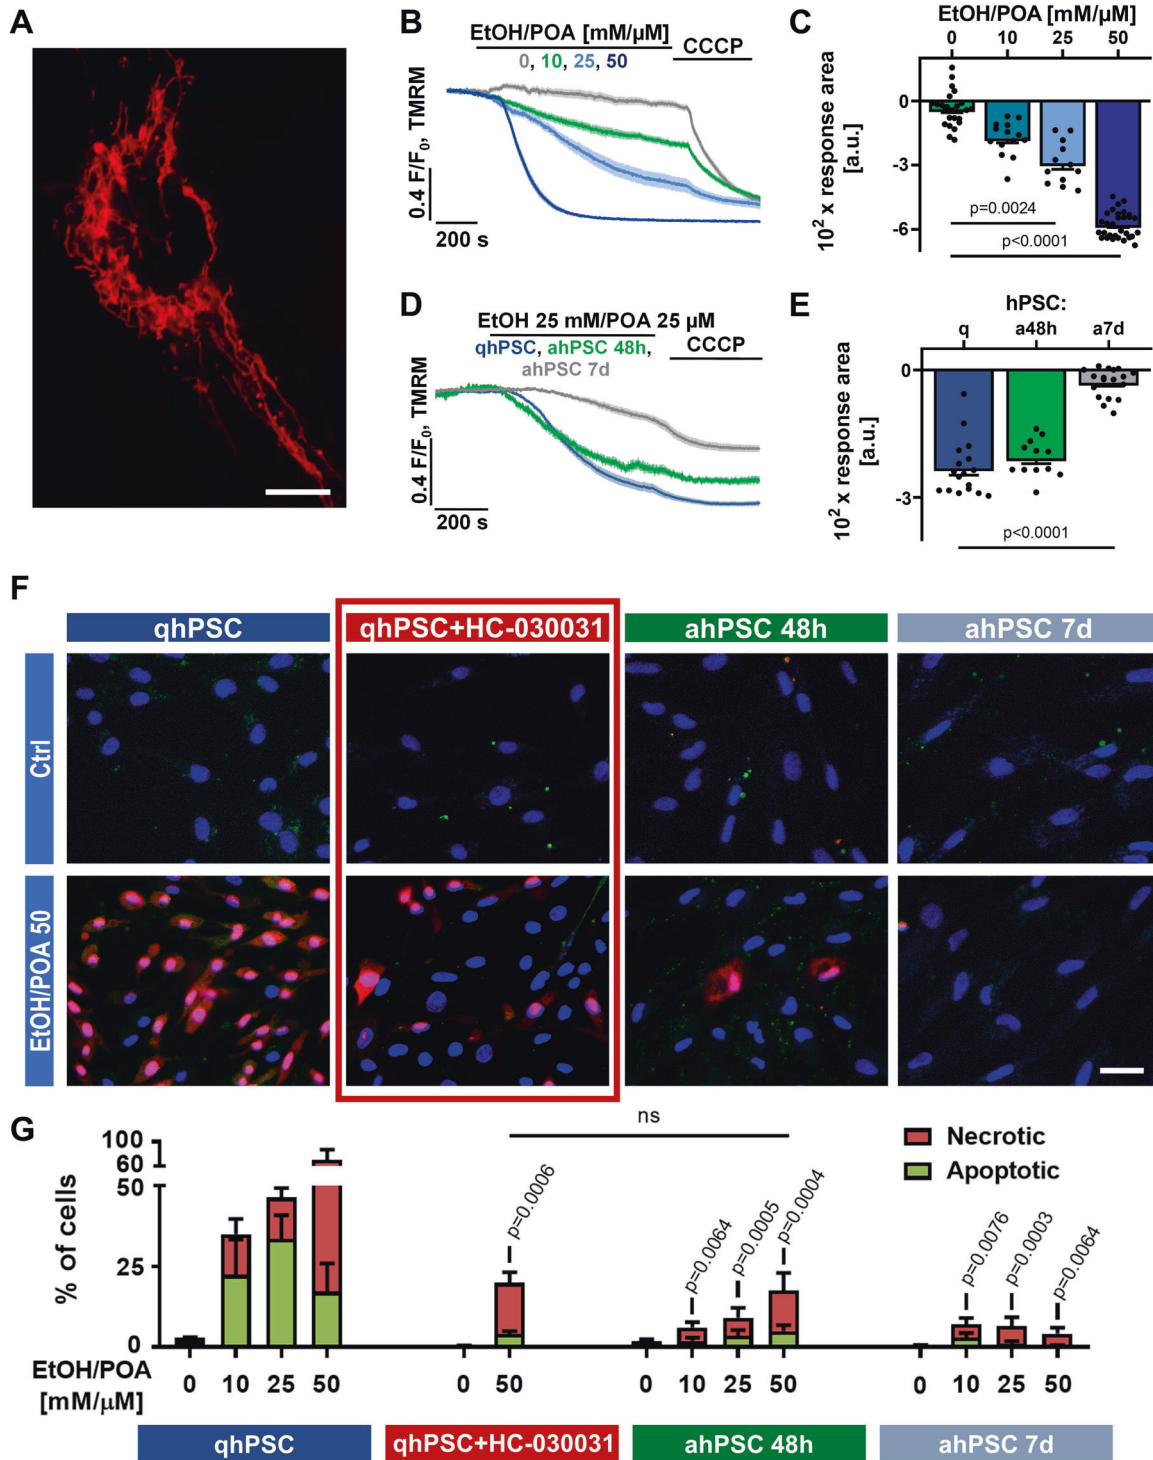 A
B
EtOH/POA [mM/µM]
0, 10, 25, 50
CCCP
0.4 F/F₀, TMRM
200 s
C
EtOH/POA [mM/µM]
0 10 25 50
10² x response area
[a.u.]
0
-3
-6
p=0.0024
p<0.0001
D
EtOH 25 mM/POA 25 µM
qhPSC, ahPSC 48h,
ahPSC 7d
CCCP
0.4 F/F₀, TMRM
200 s
E
hPSC:
q a48h a7d
10² x response area
[a.u.]
0
-3
p<0.0001
F
qhPSC qhPSC+HC-030031 ahPSC 48h ahPSC 7d
Ctrl
EtOH/POA 50
G
% of cells
100
60
50
25
0
ns
Necrotic
Apoptotic
p=0.0006
p=0.0064
p=0.0005
p=0.0004
p=0.0076
p=0.0003
p=0.0064
EtOH/POA
[mM/µM]
0 10 25 50 0 50 0 10 25 50 0 10 25 50
qhPSC qhPSC+HC-030031 ahPSC 48h ahPSC 7d